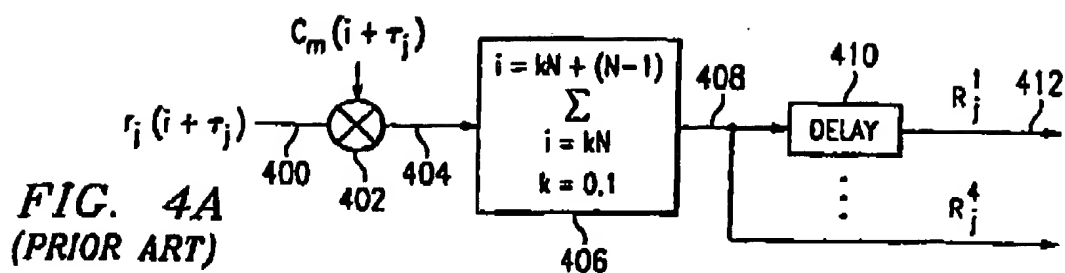 C_m (i + τ_j)
r_j (i + τ_j)
400
402
404
i = kN + (N-1)
Σ
i = kN
k = 0.1
406
408
410
DELAY
R_j^1
412
⋮
R_j^4
FIG. 4A
(PRIOR ART)